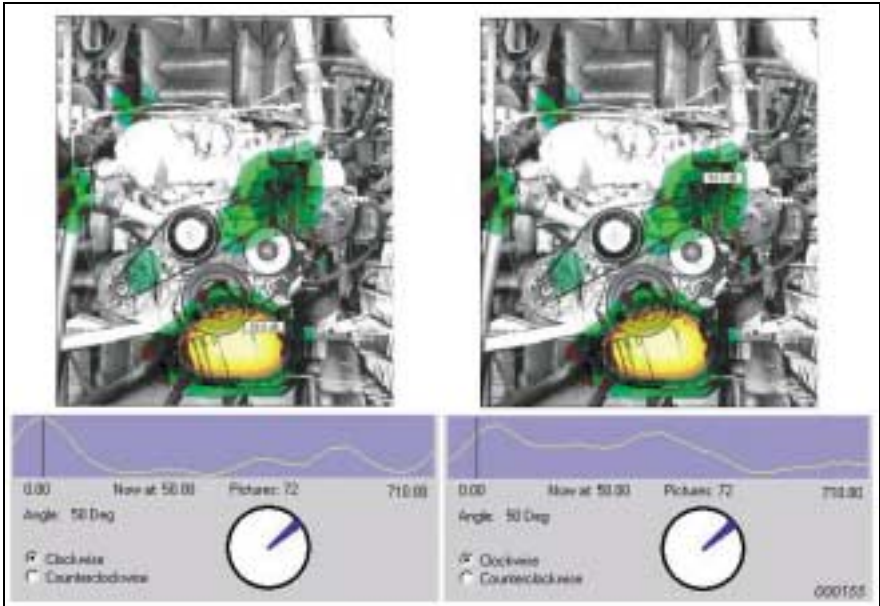 0.00 Now at 50.00 Pictures: 72 710.00
Angle: 50 Deg
Clockwise
Counterclockwise
0.00 Now at 50.00 Pictures: 72 710.00
Angle: 50 Deg
Clockwise
Counterclockwise
000155